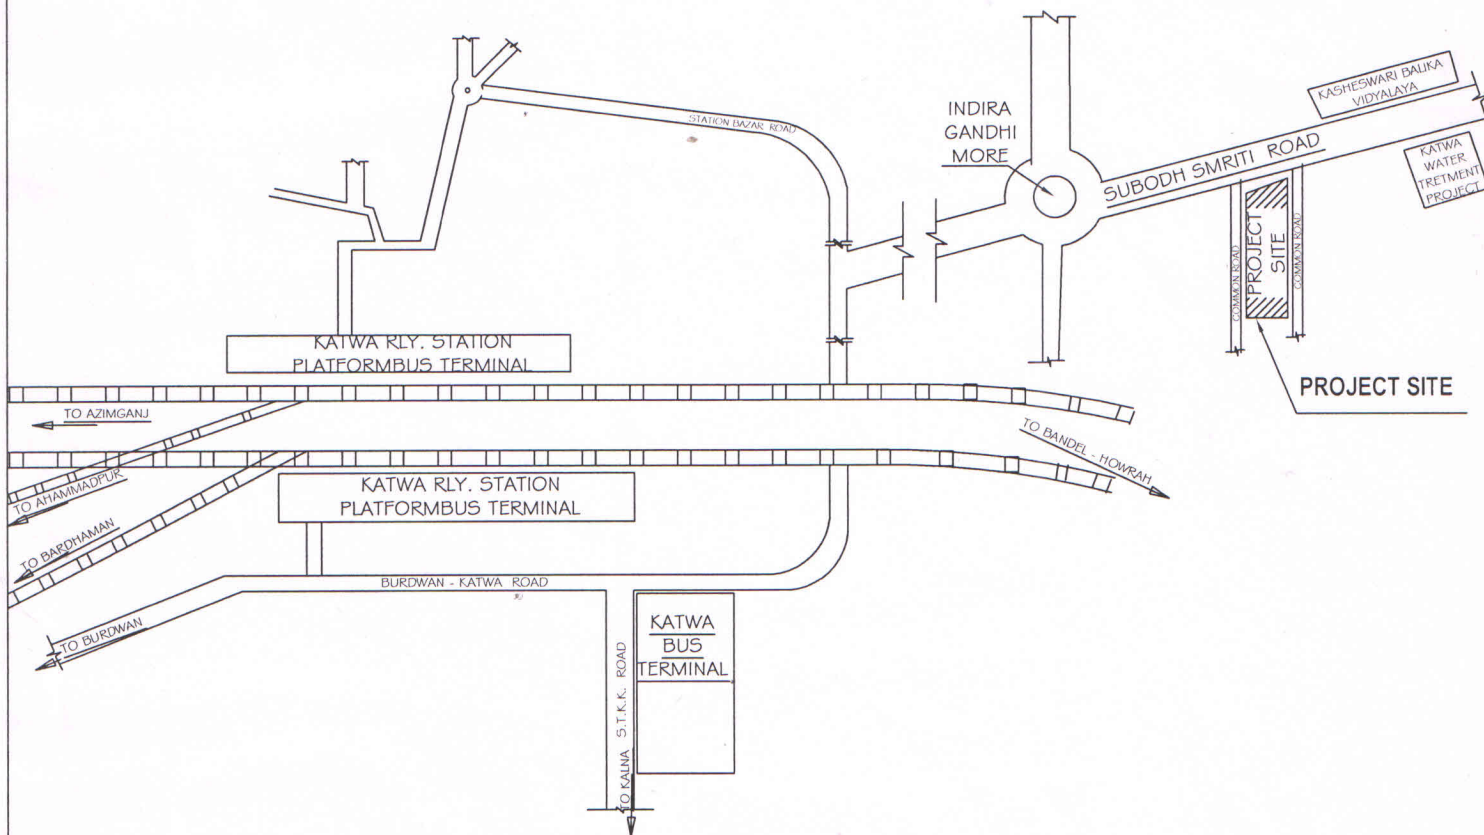 INDIRA
GANDHI
MORE
STATION BAZAR ROAD
SUBODH SMRITI ROAD
KASHESWARI BALIKA
VIDYALAYA
KATWA
WATER
TRETMENT
PROJECT
COMMON ROAD
PROJECT
SITE
COMMON ROAD
PROJECT SITE
KATWA RLY. STATION
PLATFORMBUS TERMINAL
TO AZIMGANJ
TO BANDEL - HOWRAH
TO AHAMMADPUR
KATWA RLY. STATION
PLATFORMBUS TERMINAL
TO BARDHAMAN
BURDWAN - KATWA ROAD
TO BURDWAN
KATWA
BUS
TERMINAL
TO KALNA S.T.K.K. ROAD